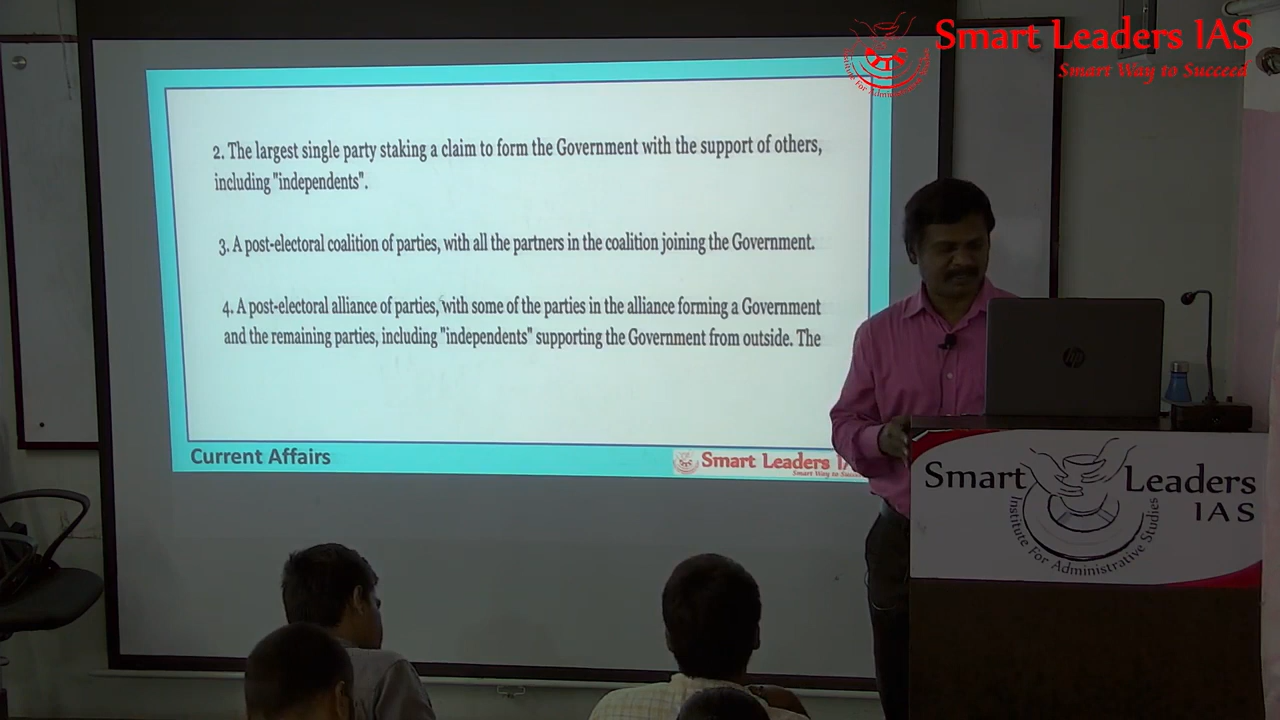 Smart Leaders IAS
Smart Way to Succeed
2. The largest single party staking a claim to form the Government with the support of others,
including "independents".
3. A post-electoral coalition of parties, with all the partners in the coalition joining the Government.
4. A post-electoral alliance of parties, with some of the parties in the alliance forming a Government
and the remaining parties, including "independents" supporting the Government from outside. The
Current Affairs
Smart Leaders
Smart Way to
hp
Smart Leaders
IAS
Institute For Administrative Studies